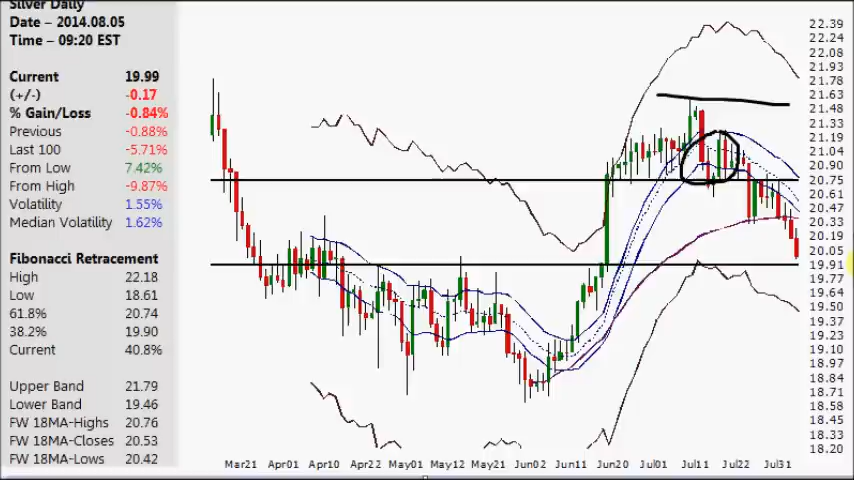 Silver Daily
Date – 2014.08.05
Time – 09:20 EST
Current 19.99
(+/-) -0.17
% Gain/Loss -0.84%
Previous -0.88%
Last 100 -5.71%
From Low 7.42%
From High -9.87%
Volatility 1.55%
Median Volatility 1.62%
Fibonacci Retracement
High 22.18
Low 18.61
61.8% 20.74
38.2% 19.90
Current 40.8%
Upper Band 21.79
Lower Band 19.46
FW 18MA-Highs 20.76
FW 18MA-Closes 20.53
FW 18MA-Lows 20.42
22.39
22.24
22.08
21.93
21.78
21.63
21.48
21.34
21.19
21.04
20.90
20.75
20.61
20.47
20.33
20.19
20.05
19.91
19.77
19.64
19.50
19.37
19.23
19.10
18.97
18.84
18.71
18.58
18.45
18.33
18.20
Mar21 Apr01 Apr10 Apr22 May01 May12 May21 Jun02 Jun11 Jun20 Jul01 Jul11 Jul22 Jul31